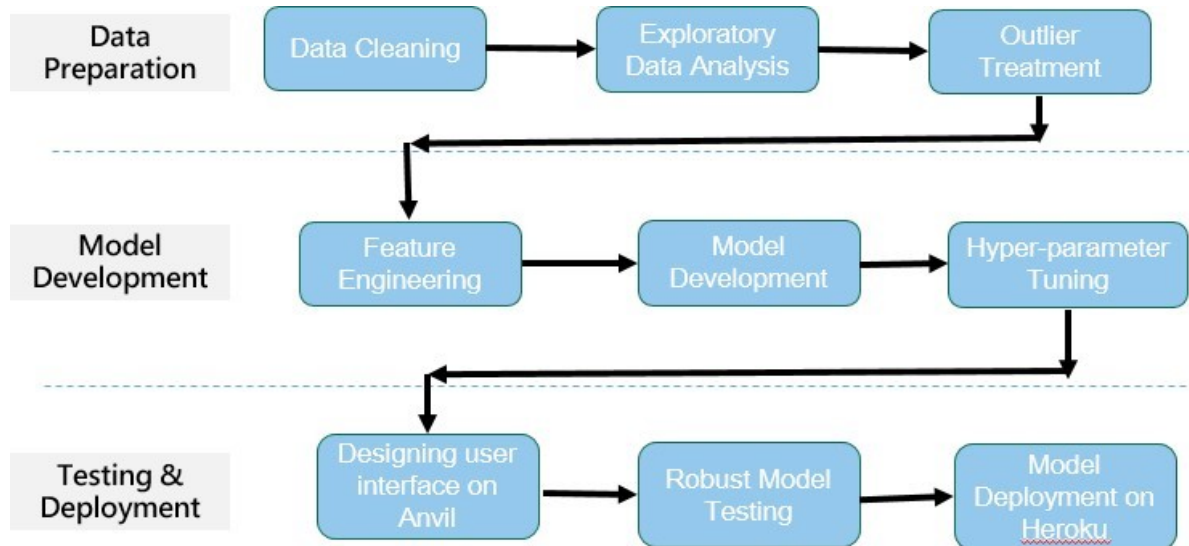 Data
Preparation
Data Cleaning
Exploratory
Data Analysis
Outlier
Treatment
Model
Development
Feature
Engineering
Model
Development
Hyper-parameter
Tuning
Testing &
Deployment
Designing user
interface on
Anvil
Robust Model
Testing
Model
Deployment on
Heroku